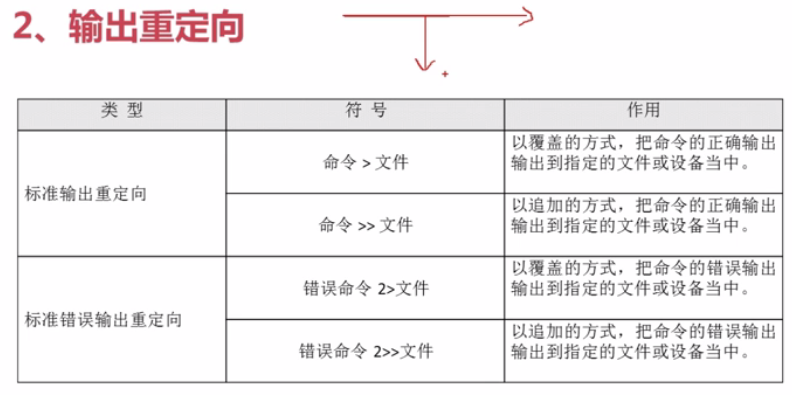 2、输出重定向
类 型
符 号
作用
标准输出重定向
命令 > 文件
以覆盖的方式，把命令的正确输出
输出到指定的文件或设备当中。
命令 >> 文件
以追加的方式，把命令的正确输出
输出到指定的文件或设备当中。
标准错误输出重定向
错误命令 2>文件
以覆盖的方式，把命令的错误输出
输出到指定的文件或设备当中。
错误命令 2>>文件
以追加的方式，把命令的错误输出
输出到指定的文件或设备当中。